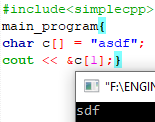 #include<simplecpp>
main_program{
char c[] = "asdf";
cout << &c[1];}
"F:\ENGIN
sdf